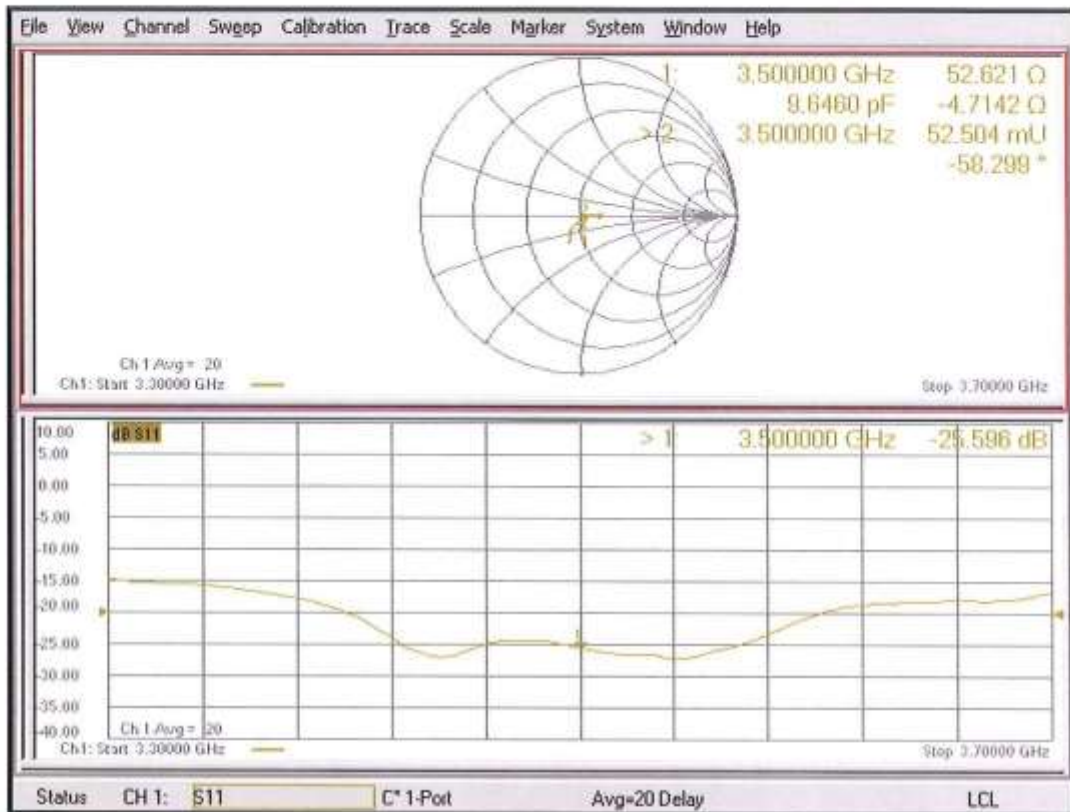 File View Channel Sweep Calibration Trace Scale Marker System Window Help
1: 3.500000 GHz 52.621 Ω
9.6460 pF -4.7142 Ω
> 2: 3.500000 GHz 52.504 mU
-58.299 °
Ch 1 Avg = 20
Ch1: Start 3.30000 GHz Stop 3.70000 GHz
10.00 dB S11 > 1: 3.500000 GHz -25.596 dB
5.00
0.00
-5.00
-10.00
-15.00
-20.00
-25.00
-30.00
-35.00
-40.00
1
Ch 1 Avg = 20
Ch1: Start 3.30000 GHz Stop 3.70000 GHz
Status CH 1: S11 C* 1-Port Avg=20 Delay LCL